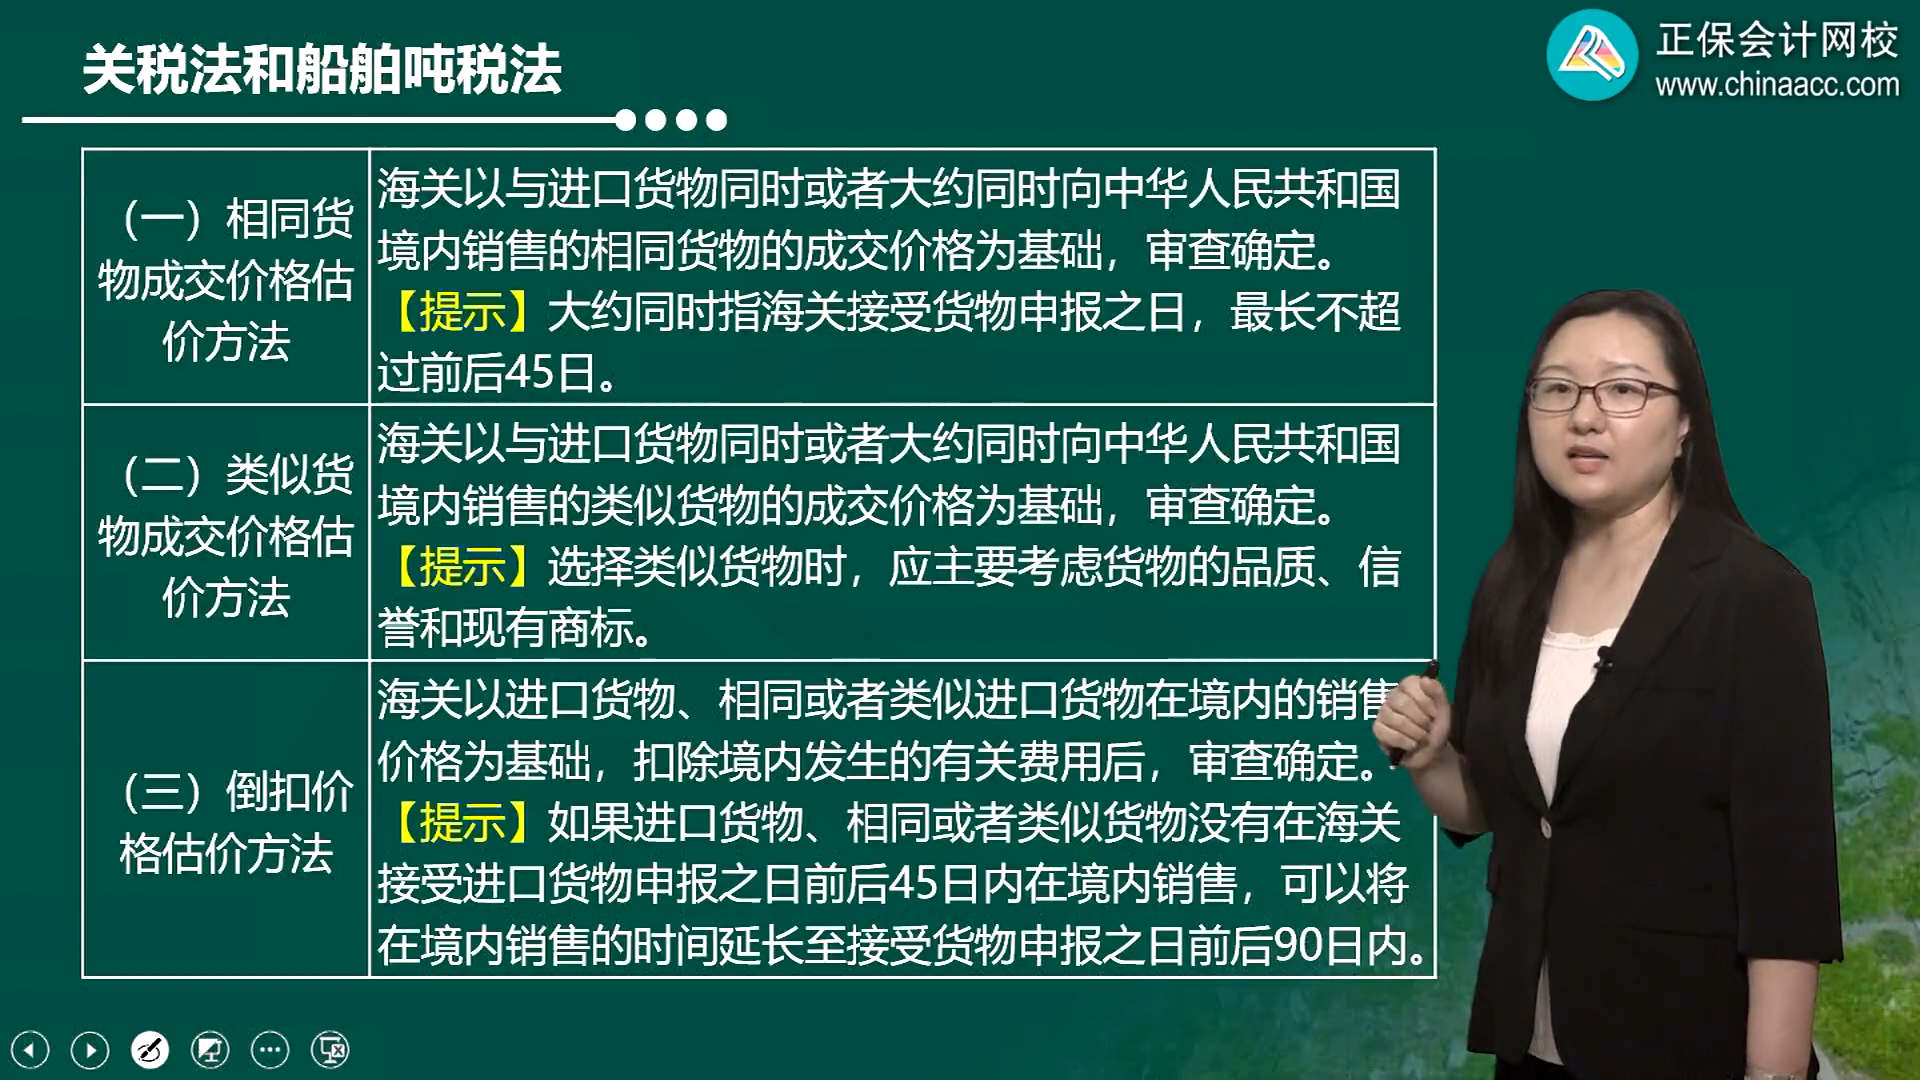 关税法和船舶吨税法
正保会计网校
www.chinaacc.com
（一）相同货
物成交价格估
价方法
海关以与进口货物同时或者大约同时向中华人民共和国
境内销售的相同货物的成交价格为基础，审查确定。
【提示】大约同时指海关接受货物申报之日，最长不超
过前后45日。
（二）类似货
物成交价格估
价方法
海关以与进口货物同时或者大约同时向中华人民共和国
境内销售的类似货物的成交价格为基础，审查确定。
【提示】选择类似货物时，应主要考虑货物的品质、信
誉和现有商标。
（三）倒扣价
格估价方法
海关以进口货物、相同或者类似进口货物在境内的销售
价格为基础，扣除境内发生的有关费用后，审查确定。
【提示】如果进口货物、相同或者类似货物没有在海关
接受进口货物申报之日前后45日内在境内销售，可以将
在境内销售的时间延长至接受货物申报之日前后90日内。